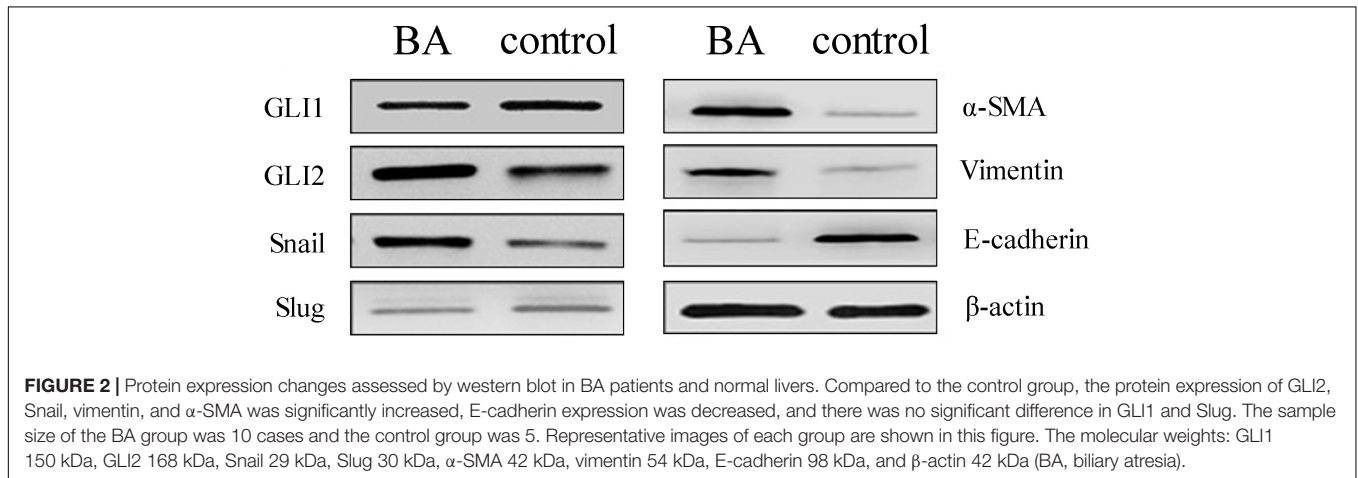 BA control BA control
GLI1 α-SMA
GLI2 Vimentin
Snail E-cadherin
Slug β-actin
FIGURE 2 | Protein expression changes assessed by western blot in BA patients and normal livers. Compared to the control group, the protein expression of GLI2,
Snail, vimentin, and α-SMA was significantly increased, E-cadherin expression was decreased, and there was no significant difference in GLI1 and Slug. The sample
size of the BA group was 10 cases and the control group was 5. Representative images of each group are shown in this figure. The molecular weights: GLI1
150 kDa, GLI2 168 kDa, Snail 29 kDa, Slug 30 kDa, α-SMA 42 kDa, vimentin 54 kDa, E-cadherin 98 kDa, and β-actin 42 kDa (BA, biliary atresia).